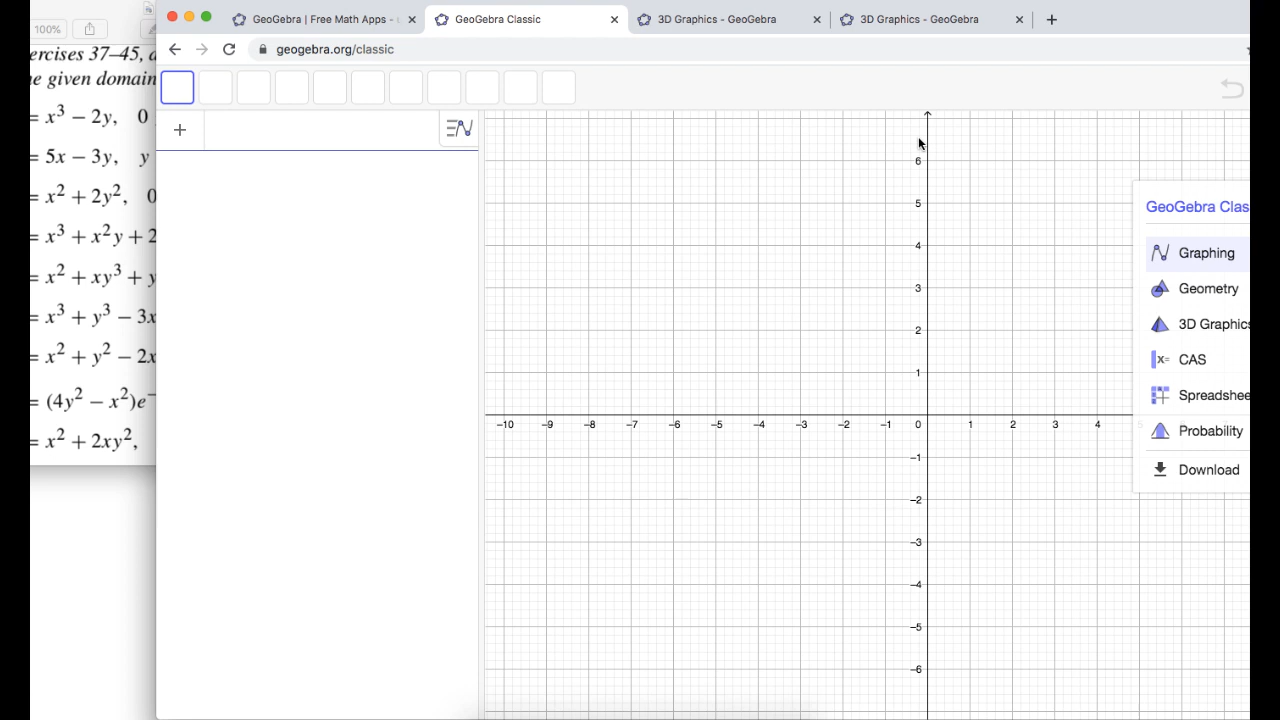 GeoGebra | Free Math Apps -
GeoGebra Classic
3D Graphics - GeoGebra
3D Graphics - GeoGebra
geogebra.org/classic
100%
ercises 37–45,
e given domain
= x³ − 2y, 0
= 5x − 3y, y
= x² + 2y², 0
= x³ + x²y + 2
= x² + xy³ + y
= x³ + y³ − 3x
= x² + y² − 2x
= (4y² − x²)e⁻
= x² + 2xy²,
6
5
4
3
2
1
−10 −9 −8 −7 −6 −5 −4 −3 −2 −1 0 1 2 3 4
−1
−2
−3
−4
−5
−6
GeoGebra Clas
Graphing
Geometry
3D Graphics
CAS
Spreadshee
Probability
Download